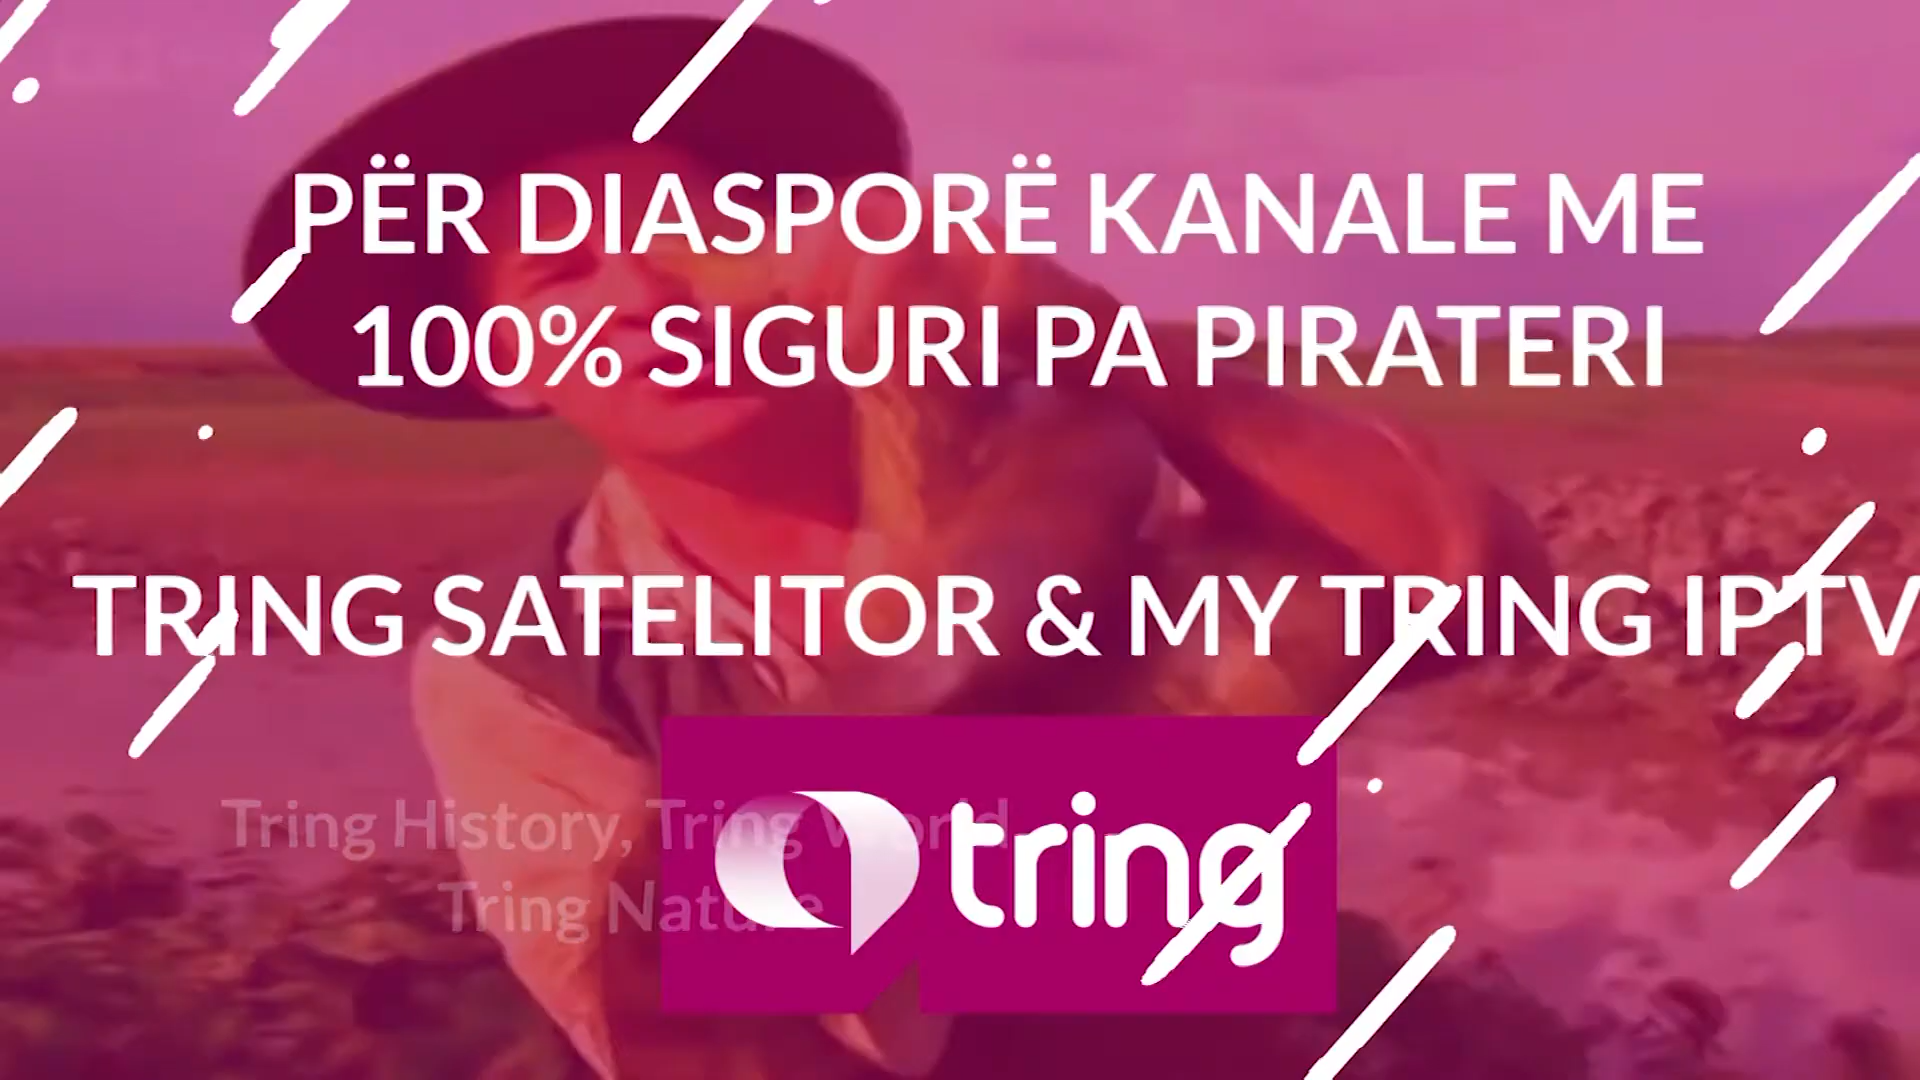 PËR DIASPORË KANALE ME
100% SIGURI PA PIRATERI
TRING SATELITOR & MY TRING IPTV
Tring History, Tring World
Tring Nature
tring